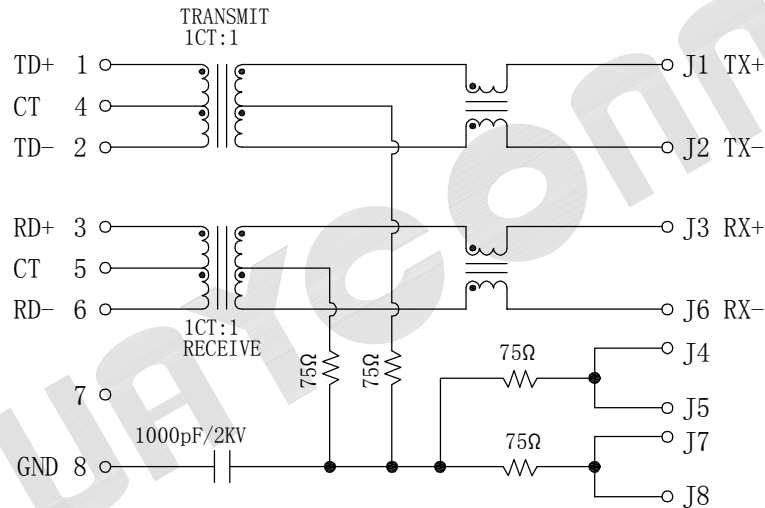 TRANSMIT
1CT:1
TD+ 1
J1 TX+
CT 4
TD- 2
J2 TX-
RD+ 3
J3 RX+
CT 5
RD- 6
J6 RX-
1CT:1
RECEIVE
75Ω
75Ω
75Ω
J4
J5
7
1000pF/2KV
75Ω
J7
GND 8
J8
UAYCONN